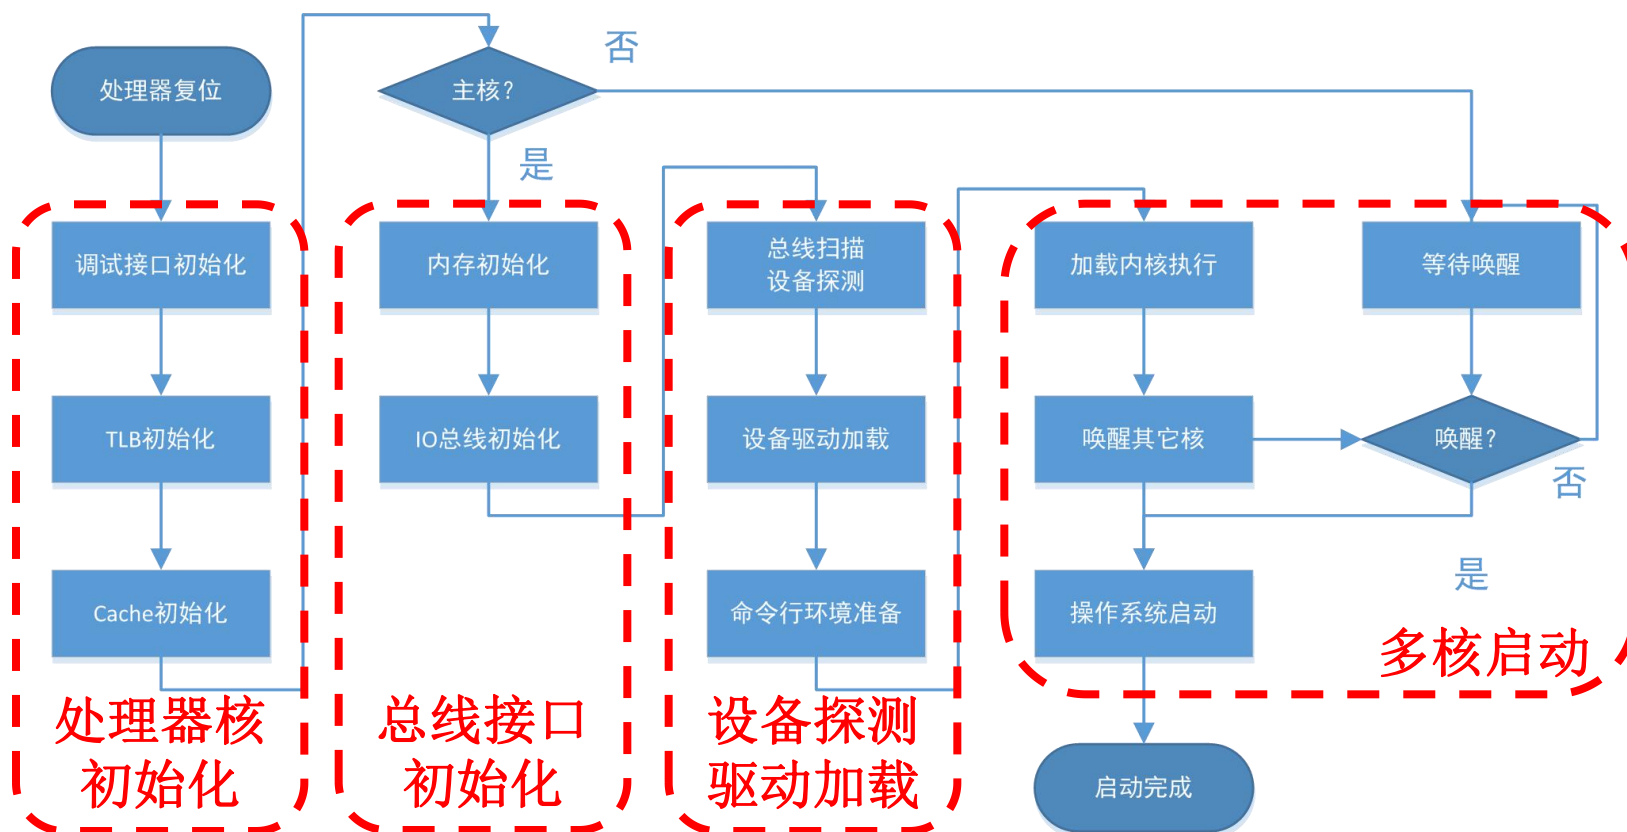 处理器复位
调试接口初始化
TLB初始化
Cache初始化
处理器核
初始化
主核?
否
是
内存初始化
IO总线初始化
总线接口
初始化
总线扫描
设备探测
设备驱动加载
命令行环境准备
设备探测
驱动加载
加载内核执行
唤醒其它核
操作系统启动
等待唤醒
唤醒?
否
是
多核启动
启动完成